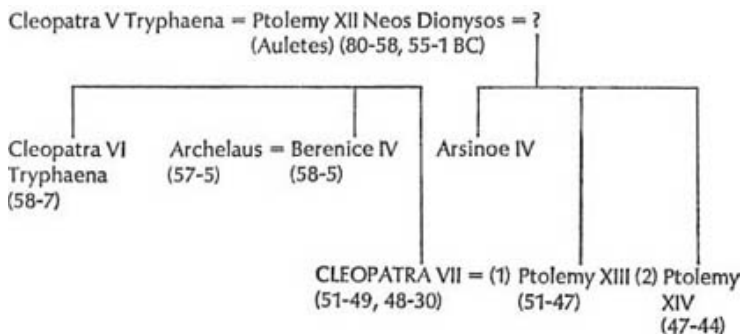 Cleopatra V Tryphaena = Ptolemy XII Neos Dionysos = ?
(Auletes) (80-58, 55-1 BC)
Cleopatra VI
Tryphaena
(58-7)
Archelaus = Berenice IV
(57-5) (58-5)
Arsinoe IV
CLEOPATRA VII = (1) Ptolemy XIII (2) Ptolemy
XIV
(51-49, 48-30) (51-47)
(47-44)